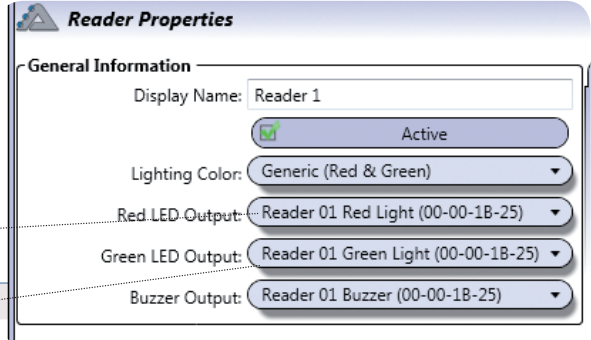 Reader Properties
General Information
Display Name: Reader 1
Active
Lighting Color: Generic (Red & Green)
Red LED Output: Reader 01 Red Light (00-00-1B-25)
Green LED Output: Reader 01 Green Light (00-00-1B-25)
Buzzer Output: Reader 01 Buzzer (00-00-1B-25)